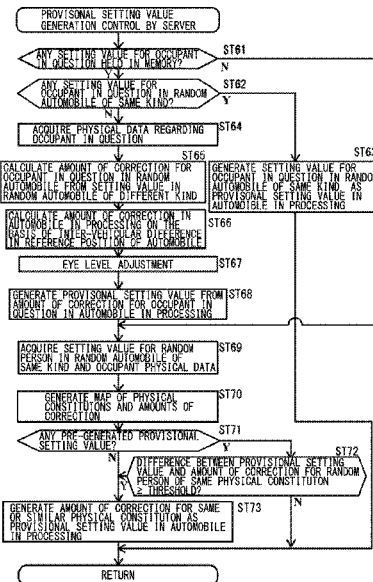 PROVISONAL SETTING VALUE
GENERATION CONTROL BY SERVER
ANY SETTING VALUE FOR OCCUPANT
IN QUESTION HELD IN MEMORY?
ST61
N
Y
ANY SETTING VALUE FOR
OCCUPANT IN QUESTION IN RANDOM
AUTOMOBILE OF SAME KIND?
ST62
Y
N
ST64
ACQUIRE PHYSICAL DATA REGARDING
OCCUPANT IN QUESTION
ST65
CALCULATE AMOUNT OF CORRECTION FOR
OCCUPANT IN QUESTION IN RANDOM
AUTOMOBILE FROM SETTING VALUE IN
RANDOM AUTOMOBILE OF DIFFERENT KIND
ST63
GENERATE SETTING VALUE FOR
OCCUPANT IN QUESTION IN RANDOM
AUTOMOBILE OF SAME KIND AS
PROVISONAL SETTING VALUE IN
AUTOMOBILE IN PROCESSING
CALCULATE AMOUNT OF CORRECTION IN
AUTOMOBILE IN PROCESSING ON THE
BASIS OF INTER-VEHICULAR DIFFERENCE
IN REFERENCE POSITION OF AUTOMOBILE
ST66
EYE LEVEL ADJUSTMENT
ST67
GENERATE PROVISONAL SETTING VALUE FROM
AMOUNT OF CORRECTION FOR OCCUPANT IN
QUESTION IN AUTOMOBILE IN PROCESSING
ST68
ACQUIRE SETTING VALUE FOR RANDOM
PERSON IN RANDOM AUTOMOBILE OF
SAME KIND AND OCCUPANT PHYSICAL DATA
ST69
GENERATE MAP OF PHYSICAL
CONSTITUTONS AND AMOUNTS OF
CORRECTION
ST70
ST71
ANY PRE-GENERATED PROVISIONAL
SETTING VALUE?
Y
N
ST72
DIFFERENCE BETWEEN PROVISIONAL SETTING
VALUE AND AMOUNT OF CORRECTION FOR RANDOM
PERSON OF SAME PHYSICAL CONSTITUTON
≥ THRESHOLD?
Y
N
GENERATE AMOUNT OF CORRECTION FOR SAME
OR SIMILAR PHYSICAL CONSTITUTON AS
PROVISIONAL SETTING VALUE IN AUTOMOBILE
IN PROCESSING
ST73
RETURN